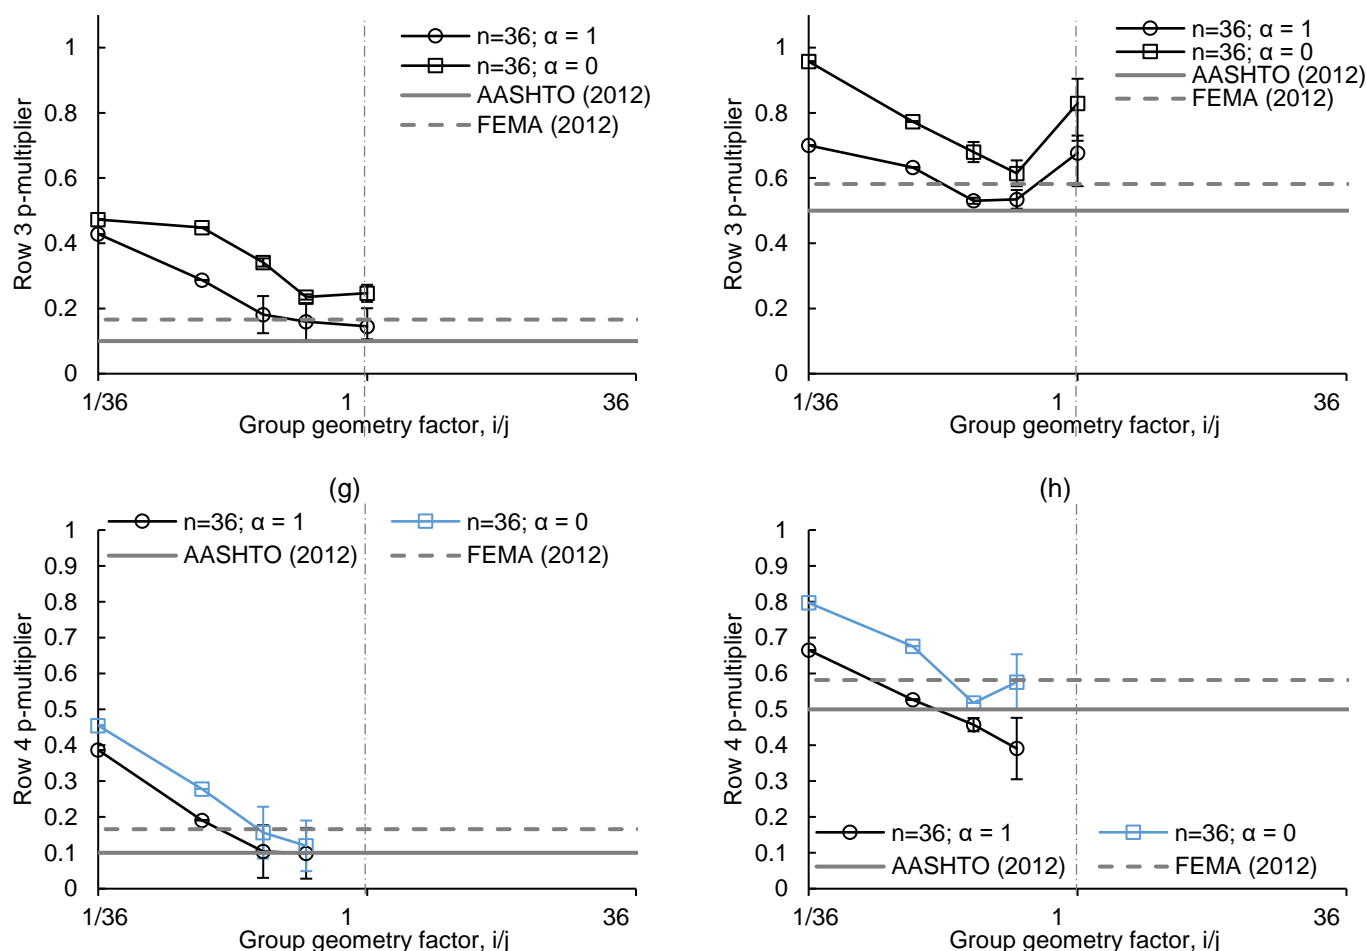 1
0.8
0.6
0.4
0.2
0
Row 3 p-multiplier
n=36; α = 1
n=36; α = 0
AASHTO (2012)
FEMA (2012)
1/36
1
36
Group geometry factor, i/j
1
0.8
0.6
0.4
0.2
0
Row 3 p-multiplier
n=36; α = 1
n=36; α = 0
AASHTO (2012)
FEMA (2012)
1/36
1
36
Group geometry factor, i/j
(g)
(h)
n=36; α = 1
n=36; α = 0
AASHTO (2012)
FEMA (2012)
1
0.9
0.8
0.7
0.6
0.5
0.4
0.3
0.2
0.1
0
Row 4 p-multiplier
1/36
1
36
Group geometry factor, i/j
1
0.9
0.8
0.7
0.6
0.5
0.4
0.3
0.2
0.1
0
Row 4 p-multiplier
n=36; α = 1
n=36; α = 0
AASHTO (2012)
FEMA (2012)
1/36
1
36
Group geometry factor, i/j